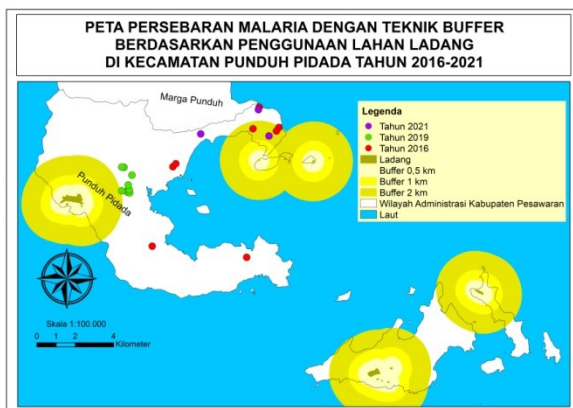 PETA PERSEBARAN MALARIA DENGAN TEKNIK BUFFER
BERDASARKAN PENGGUNAAN LAHAN LADANG
DI KECAMATAN PUNDUH PIDADA TAHUN 2016-2021
Marga Punduh
Punduh Pidada
Legenda
Tahun 2021
Tahun 2019
Tahun 2016
Ladang
Buffer 0,5 km
Buffer 1 km
Buffer 2 km
Wilayah Administrasi Kabupaten Pesawaran
Laut
Skala 1:100.000
0 1 2 4
Kilometer